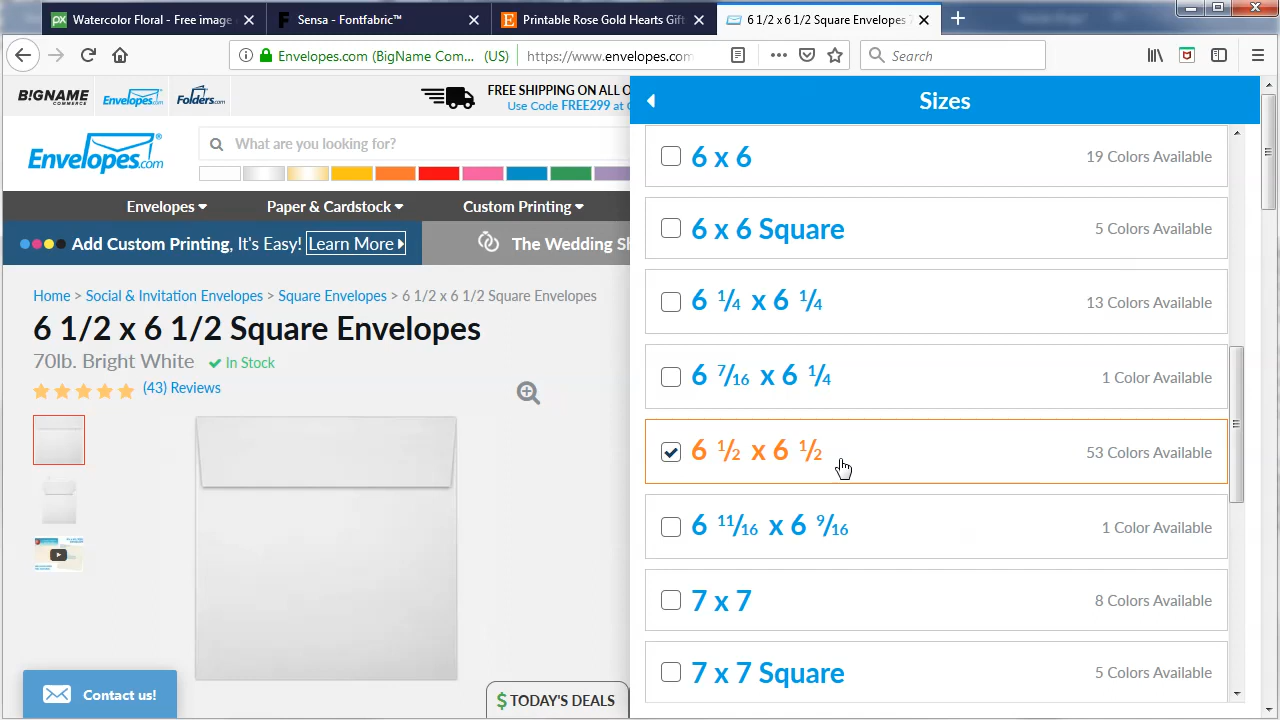 Watercolor Floral - Free image
Sensa - Fontfabric™
Printable Rose Gold Hearts Gift
6 1/2 x 6 1/2 Square Envelopes
Envelopes.com (BigName Com... (US)
https://www.envelopes.com
Search
B!GNAME
COMMERCE
Envelopes.com
Folders.com
FREE SHIPPING ON ALL O
Use Code FREE299 at C
Envelopes.com®
What are you looking for?
Envelopes
Paper & Cardstock
Custom Printing
Add Custom Printing, It's Easy! Learn More
The Wedding Sh
Home > Social & Invitation Envelopes > Square Envelopes > 6 1/2 x 6 1/2 Square Envelopes
6 1/2 x 6 1/2 Square Envelopes
70lb. Bright White
In Stock
(43) Reviews
Contact us!
$ TODAY'S DEALS
Sizes
6 x 6
19 Colors Available
6 x 6 Square
5 Colors Available
6 1/4 x 6 1/4
13 Colors Available
6 7/16 x 6 1/4
1 Color Available
6 1/2 x 6 1/2
53 Colors Available
6 11/16 x 6 9/16
1 Color Available
7 x 7
8 Colors Available
7 x 7 Square
5 Colors Available